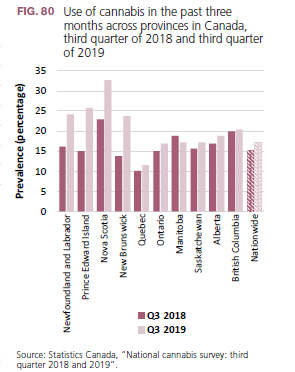 FIG. 80 Use of cannabis in the past three
months across provinces in Canada,
third quarter of 2018 and third quarter
of 2019
Prevalence (percentage)
35
30
25
20
15
10
5
0
Newfoundland and Labrador
Prince Edward Island
Nova Scotia
New Brunswick
Quebec
Ontario
Manitoba
Saskatchewan
Alberta
British Columbia
Nationwide
Q3 2018
Q3 2019
Source: Statistics Canada, “National cannabis survey: third
quarter 2018 and 2019”.